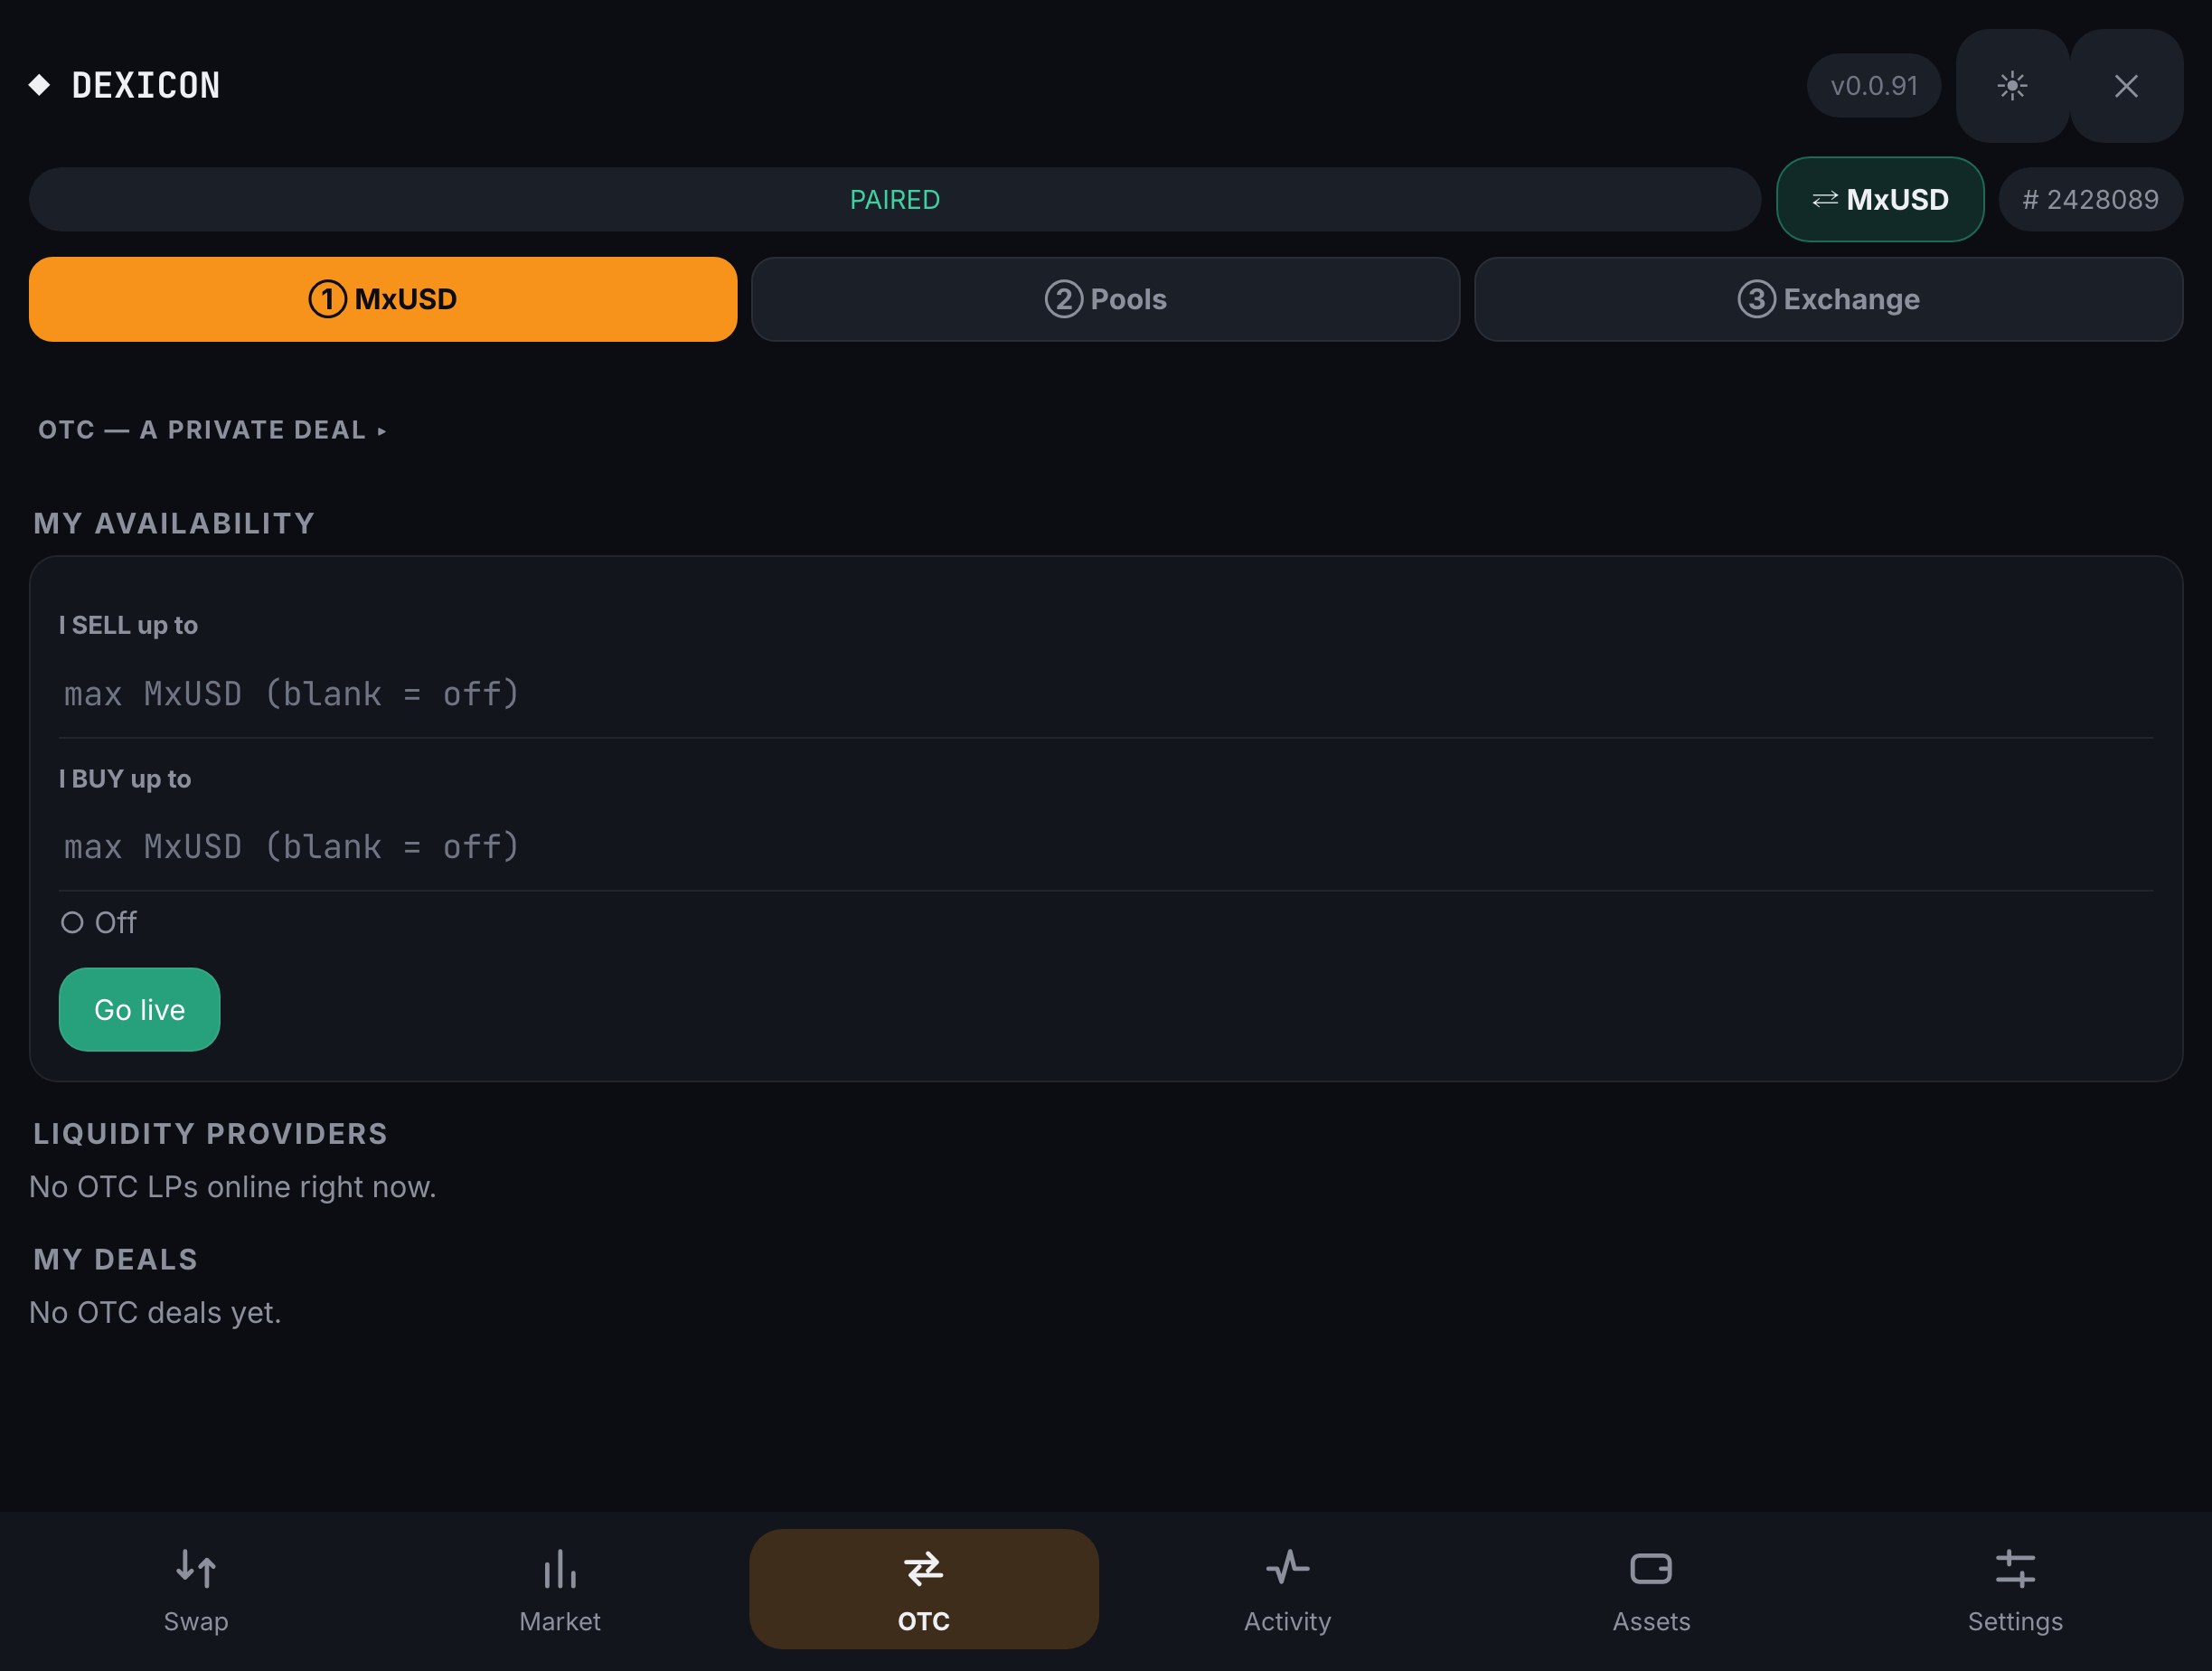 ◆ DEXICON
v0.0.91
PAIRED
⇄ MxUSD
# 2428089
① MxUSD
② Pools
③ Exchange
OTC — A PRIVATE DEAL ▸
MY AVAILABILITY
I SELL up to
max MxUSD (blank = off)
I BUY up to
max MxUSD (blank = off)
○ Off
Go live
LIQUIDITY PROVIDERS
No OTC LPs online right now.
MY DEALS
No OTC deals yet.
Swap
Market
OTC
Activity
Assets
Settings